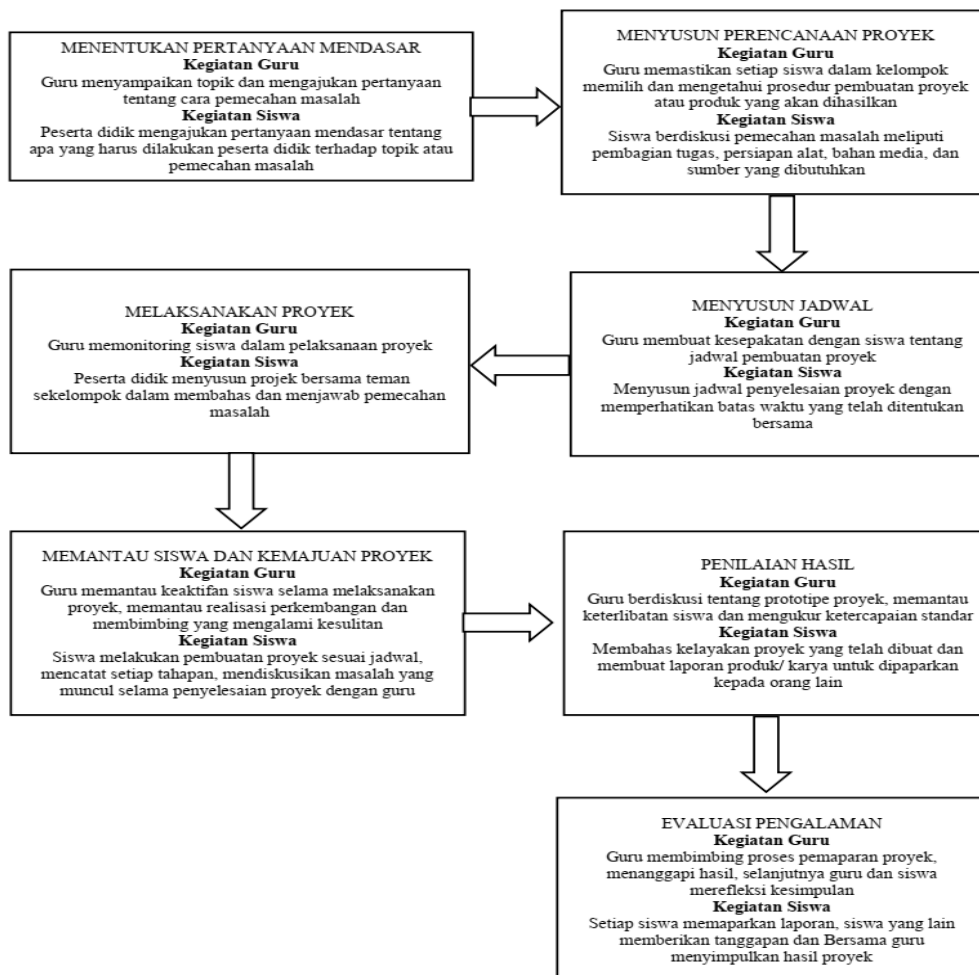 MENENTUKAN PERTANYAAN MENDASAR
Kegiatan Guru
Guru menyampaikan topik dan mengajukan pertanyaan
tentang cara pemecahan masalah
Kegiatan Siswa
Peserta didik mengajukan pertanyaan mendasar tentang
apa yang harus dilakukan peserta didik terhadap topik atau
pemecahan masalah
MENYUSUN PERENCANAAN PROYEK
Kegiatan Guru
Guru memastikan setiap siswa dalam kelompok
memilih dan mengetahui prosedur pembuatan proyek
atau produk yang akan dihasilkan
Kegiatan Siswa
Siswa berdiskusi pemecahan masalah meliputi
pembagian tugas, persiapan alat, bahan media, dan
sumber yang dibutuhkan
MENYUSUN JADWAL
Kegiatan Guru
Guru membuat kesepakatan dengan siswa tentang
jadwal pembuatan proyek
Kegiatan Siswa
Menyusun jadwal penyelesaian proyek dengan
memperhatikan batas waktu yang telah ditentukan
bersama
MELAKSANAKAN PROYEK
Kegiatan Guru
Guru memonitoring siswa dalam pelaksanaan proyek
Kegiatan Siswa
Peserta didik menyusun projek bersama teman
sekelompok dalam membahas dan menjawab pemecahan
masalah
MEMANTAU SISWA DAN KEMAJUAN PROYEK
Kegiatan Guru
Guru memantau keaktifan siswa selama melaksanakan
proyek, memantau realisasi perkembangan dan
membimbing yang mengalami kesulitan
Kegiatan Siswa
Siswa melakukan pembuatan proyek sesuai jadwal,
mencatat setiap tahapan, mendiskusikan masalah yang
muncul selama penyelesaian proyek dengan guru
PENILAIAN HASIL
Kegiatan Guru
Guru berdiskusi tentang prototipe proyek, memantau
keterlibatan siswa dan mengukur ketercapaian standar
Kegiatan Siswa
Membahas kelayakan proyek yang telah dibuat dan
membuat laporan produk/ karya untuk dipaparkan
kepada orang lain
EVALUASI PENGALAMAN
Kegiatan Guru
Guru membimbing proses pemaparan proyek,
menanggapi hasil, selanjutnya guru dan siswa
merefleksi kesimpulan
Kegiatan Siswa
Setiap siswa memaparkan laporan, siswa yang lain
memberikan tanggapan dan Bersama guru
menyimpulkan hasil proyek